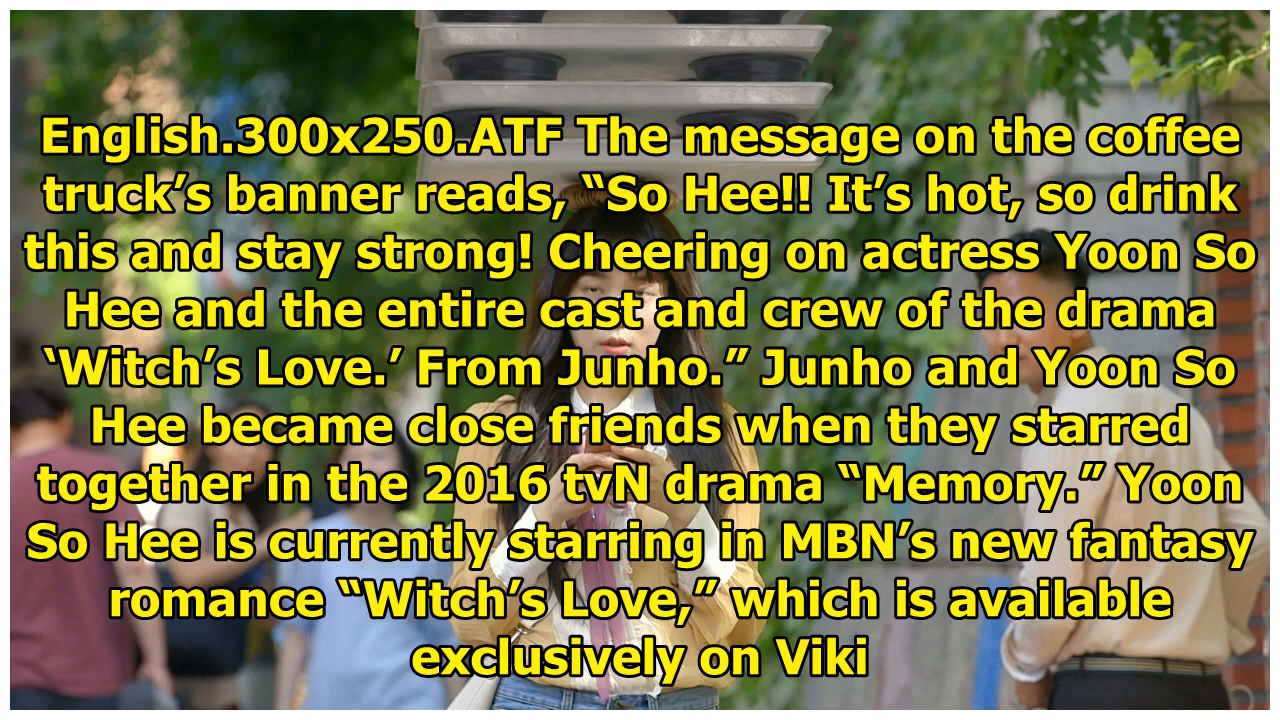 English.300x250.ATF The message on the coffee
truck’s banner reads, “So Hee!! It’s hot, so drink
this and stay strong! Cheering on actress Yoon So
Hee and the entire cast and crew of the drama
‘Witch’s Love.’ From Junho.” Junho and Yoon So
Hee became close friends when they starred
together in the 2016 tvN drama “Memory.” Yoon
So Hee is currently starring in MBN’s new fantasy
romance “Witch’s Love,” which is available
exclusively on Viki